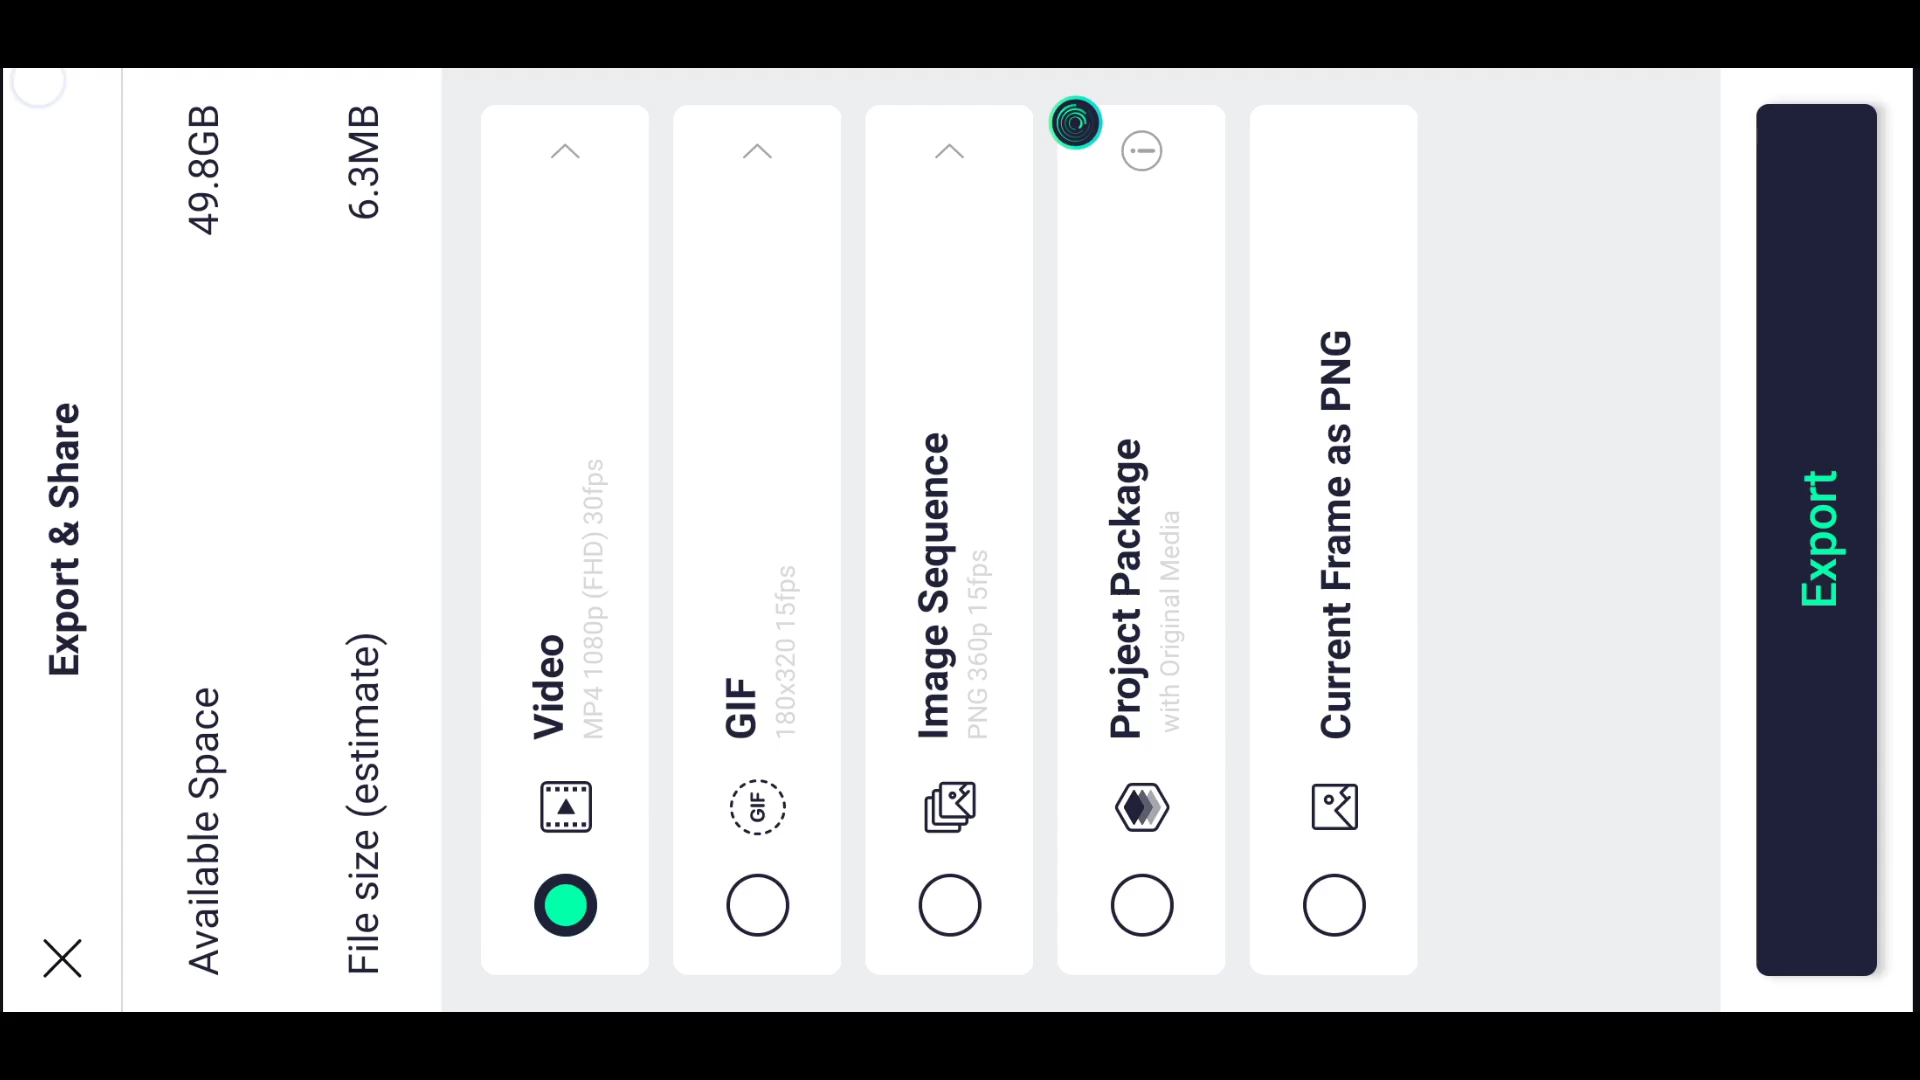 Export & Share
Available Space 49.8GB
File size (estimate) 6.3MB
Video
MP4 1080p (FHD) 30fps
GIF
GIF
180x320 15fps
Image Sequence
PNG 360p 15fps
Project Package
with Original Media
Current Frame as PNG
Export